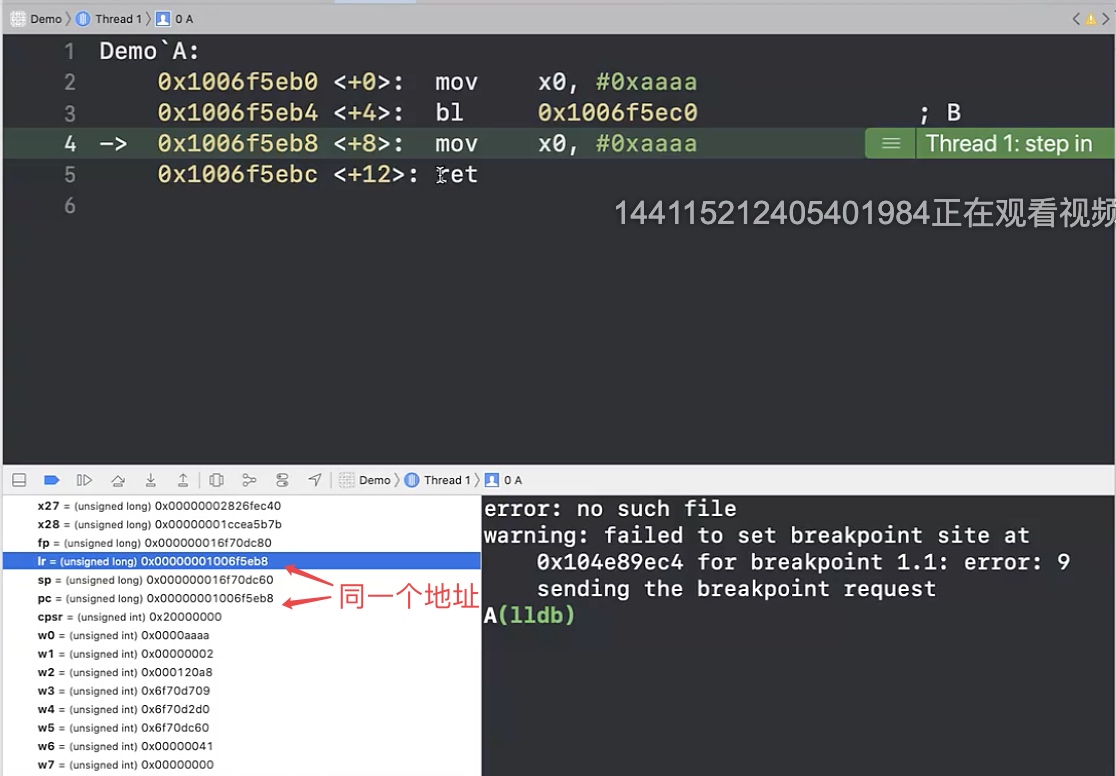 Demo 〉 Thread 1 〉 0 A
1 Demo`A:
2 0x1006f5eb0 <+0>: mov x0, #0xaaaa
3 0x1006f5eb4 <+4>: bl 0x1006f5ec0 ; B
4 -> 0x1006f5eb8 <+8>: mov x0, #0xaaaa Thread 1: step in
5 0x1006f5ebc <+12>: ret
6
144115212405401984正在观看视频
Demo 〉 Thread 1 〉 0 A
x27 = (unsigned long) 0x00000002826fec40
x28 = (unsigned long) 0x00000001ccea5b7b
fp = (unsigned long) 0x000000016f70dc80
lr = (unsigned long) 0x00000001006f5eb8
sp = (unsigned long) 0x000000016f70dc60
pc = (unsigned long) 0x00000001006f5eb8
同一个地址
cpsr = (unsigned int) 0x20000000
w0 = (unsigned int) 0x0000aaaa
w1 = (unsigned int) 0x00000002
w2 = (unsigned int) 0x000120a8
w3 = (unsigned int) 0x6f70d709
w4 = (unsigned int) 0x6f70d2d0
w5 = (unsigned int) 0x6f70dc60
w6 = (unsigned int) 0x00000041
w7 = (unsigned int) 0x00000000
error: no such file
warning: failed to set breakpoint site at
0x104e89ec4 for breakpoint 1.1: error: 9
sending the breakpoint request
A(lldb)